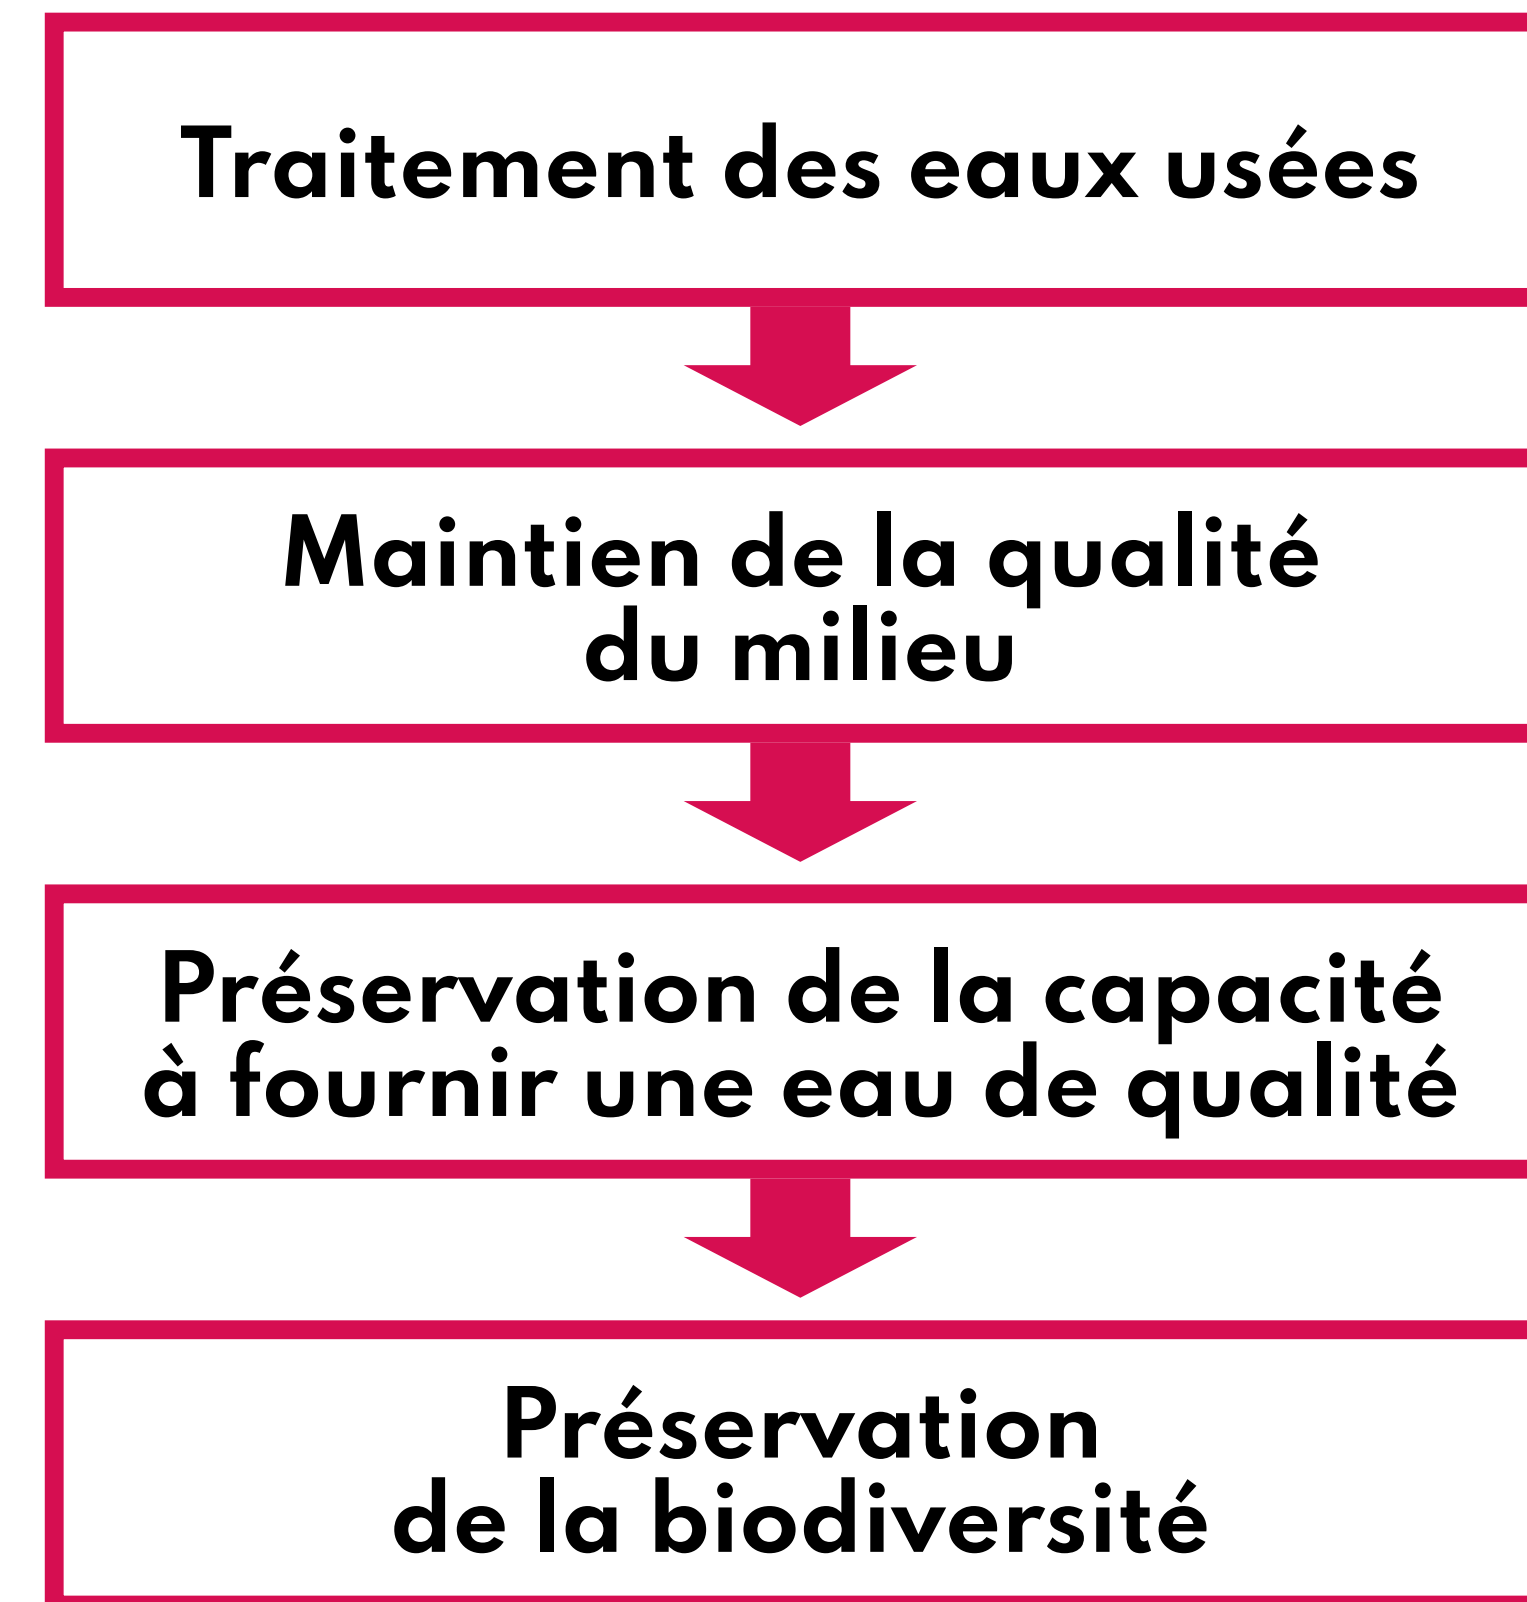 Traitement des eaux usées
Maintien de la qualité
du milieu
Préservation de la capacité
à fournir une eau de qualité
Préservation
de la biodiversité